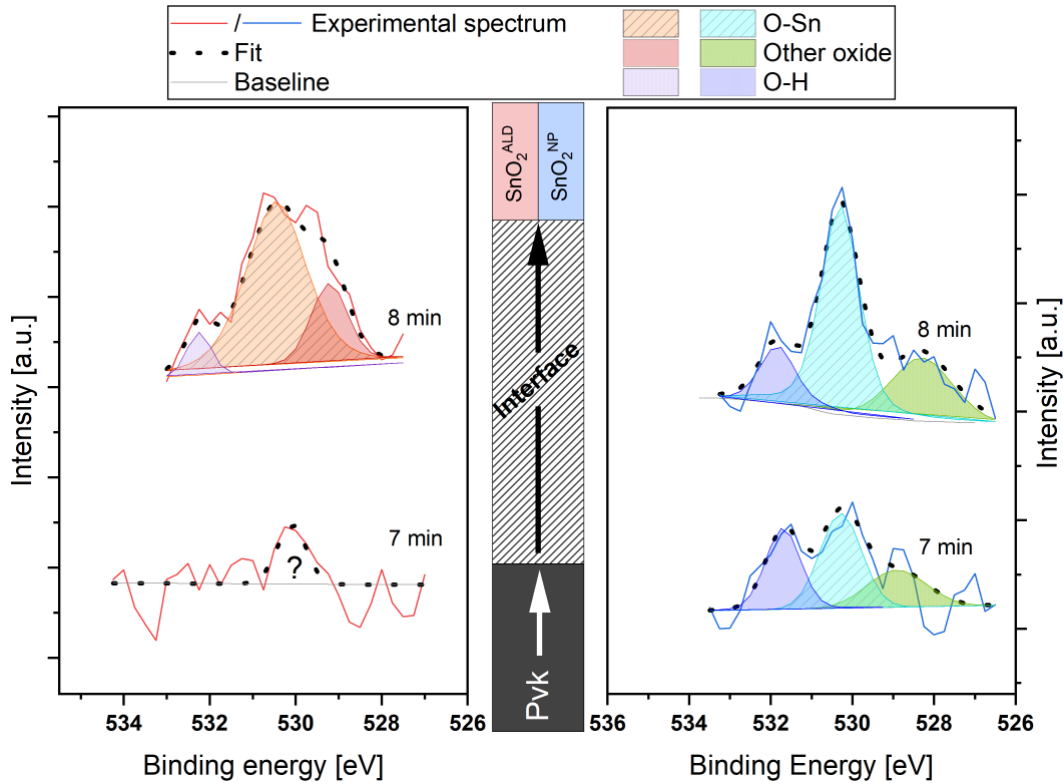 / Experimental spectrum
Fit
Baseline
O-Sn
Other oxide
O-H
Intensity [a.u.]
8 min
7 min
?
534 532 530 528 526
Binding energy [eV]
SnO₂ᴬᴸᴰ
SnO₂ᴺᴾ
Interface
Pvk
8 min
7 min
536 534 532 530 528 526
Binding Energy [eV]
Intensity [a.u.]